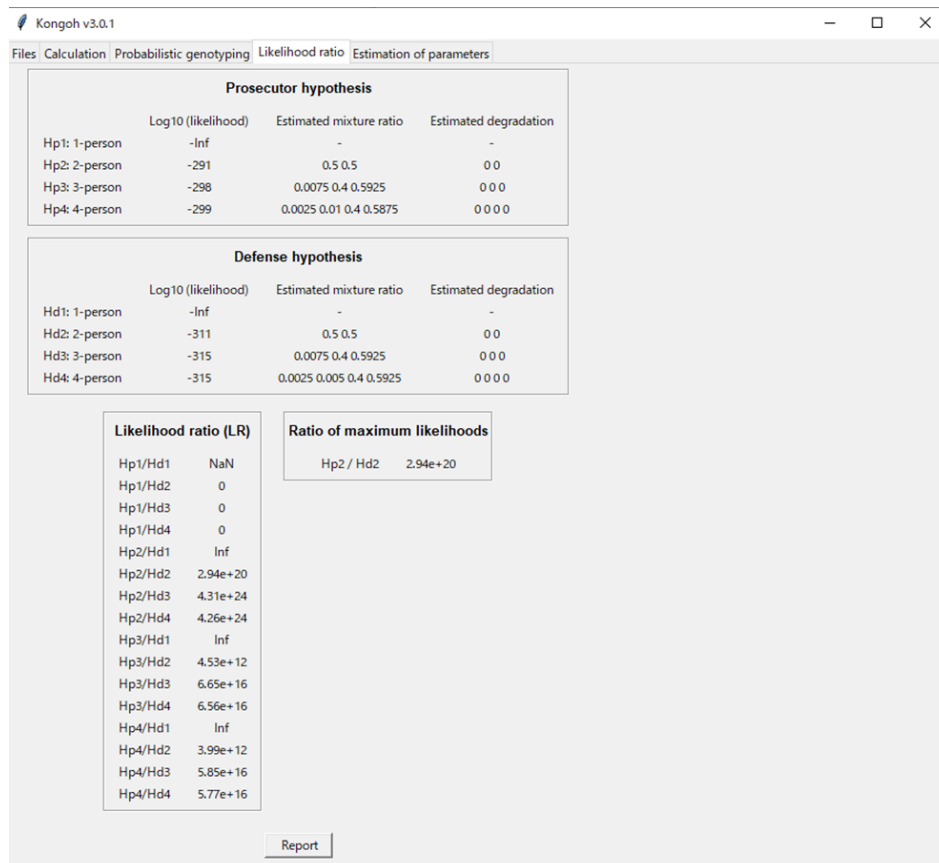 Kongoh v3.0.1
Files Calculation Probabilistic genotyping Likelihood ratio Estimation of parameters
Prosecutor hypothesis
Log10 (likelihood) Estimated mixture ratio Estimated degradation
Hp1: 1-person -Inf - -
Hp2: 2-person -291 0.5 0.5 0 0
Hp3: 3-person -298 0.0075 0.4 0.5925 0 0 0
Hp4: 4-person -299 0.0025 0.01 0.4 0.5875 0 0 0 0
Defense hypothesis
Log10 (likelihood) Estimated mixture ratio Estimated degradation
Hd1: 1-person -Inf - -
Hd2: 2-person -311 0.5 0.5 0 0
Hd3: 3-person -315 0.0075 0.4 0.5925 0 0 0
Hd4: 4-person -315 0.0025 0.005 0.4 0.5925 0 0 0 0
Likelihood ratio (LR)
Hp1/Hd1 NaN
Hp1/Hd2 0
Hp1/Hd3 0
Hp1/Hd4 0
Hp2/Hd1 Inf
Hp2/Hd2 2.94e+20
Hp2/Hd3 4.31e+24
Hp2/Hd4 4.26e+24
Hp3/Hd1 Inf
Hp3/Hd2 4.53e+12
Hp3/Hd3 6.65e+16
Hp3/Hd4 6.56e+16
Hp4/Hd1 Inf
Hp4/Hd2 3.99e+12
Hp4/Hd3 5.85e+16
Hp4/Hd4 5.77e+16
Ratio of maximum likelihoods
Hp2 / Hd2 2.94e+20
Report